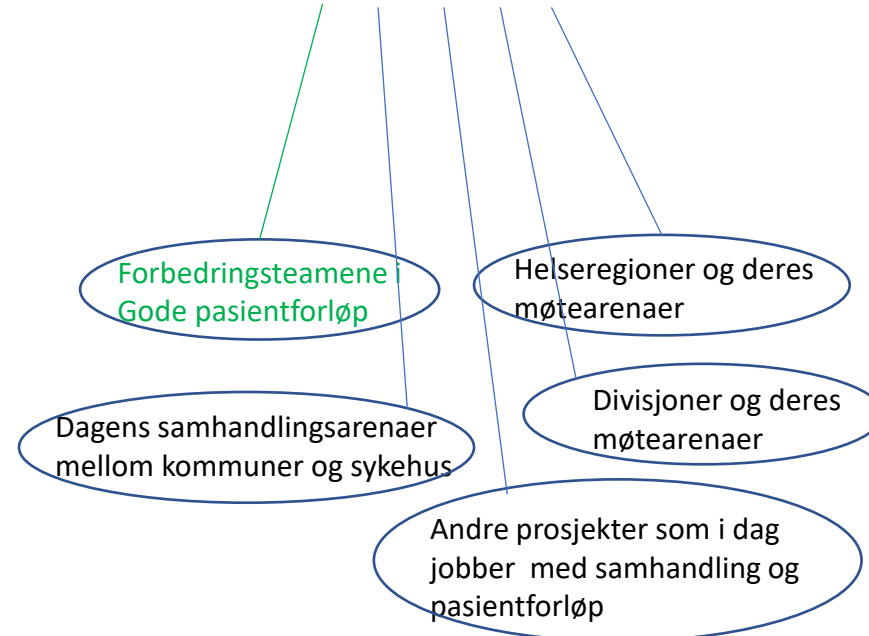 Forbedringsteamene i
Gode pasientforløp
Helseregioner og deres
møtearenaer
Dagens samhandlingsarenaer
mellom kommuner og sykehus
Divisjoner og deres
møtearenaer
Andre prosjekter som i dag
jobber  med samhandling og
pasientforløp